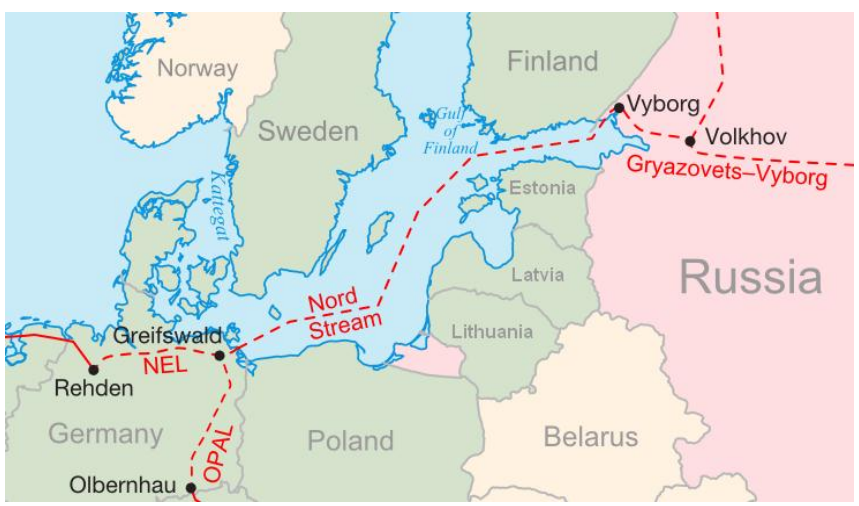 Norway
Finland
Vyborg
Sweden
Gulf
of
Finland
Volkhov
Gryazovets–Vyborg
Kattegat
Estonia
Latvia
Russia
Nord
Stream
Lithuania
Greifswald
NEL
Rehden
Germany
OPAL
Poland
Belarus
Olbernhau